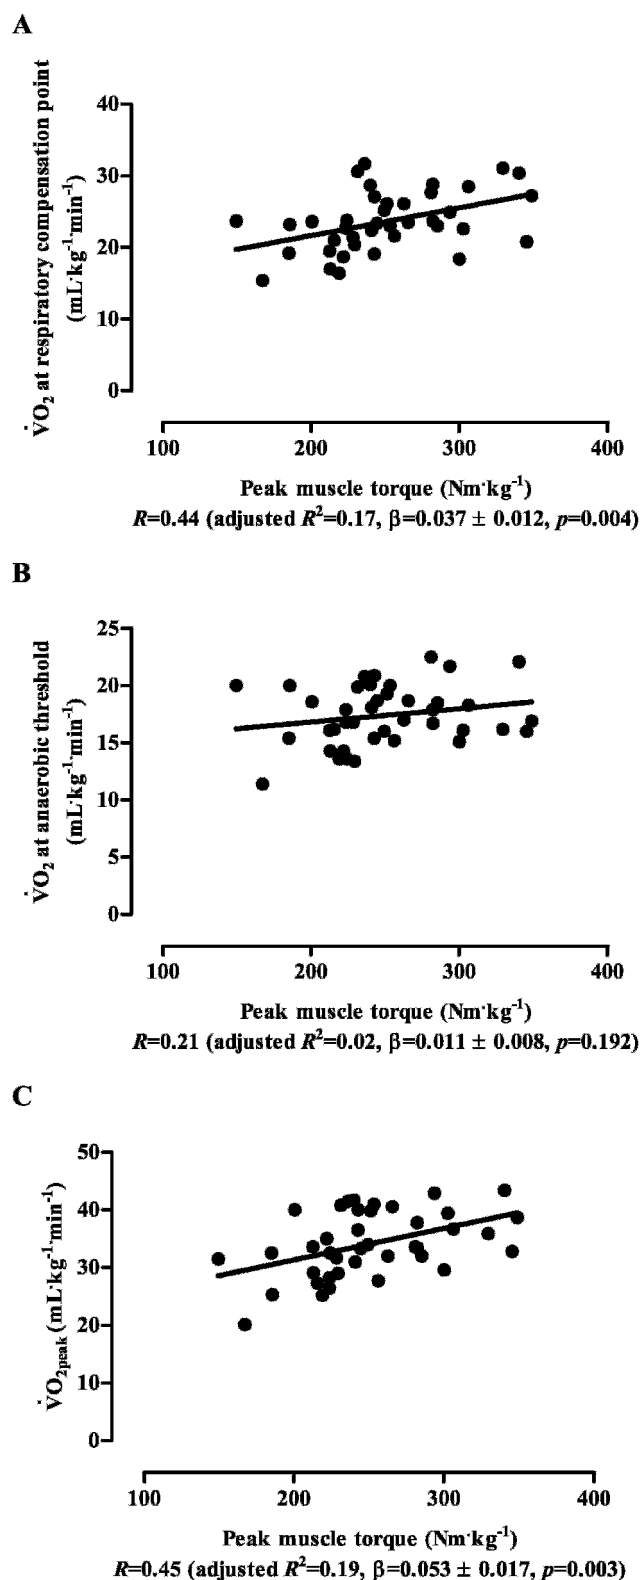 A
V̇O₂ at respiratory compensation point
(mL·kg⁻¹·min⁻¹)
40
30
20
10
0
100 200 300 400
Peak muscle torque (Nm·kg⁻¹)
R=0.44 (adjusted R²=0.17, β=0.037 ± 0.012, p=0.004)
B
V̇O₂ at anaerobic threshold
(mL·kg⁻¹·min⁻¹)
25
20
15
10
5
0
100 200 300 400
Peak muscle torque (Nm·kg⁻¹)
R=0.21 (adjusted R²=0.02, β=0.011 ± 0.008, p=0.192)
C
V̇O₂peak (mL·kg⁻¹·min⁻¹)
50
40
30
20
10
0
100 200 300 400
Peak muscle torque (Nm·kg⁻¹)
R=0.45 (adjusted R²=0.19, β=0.053 ± 0.017, p=0.003)